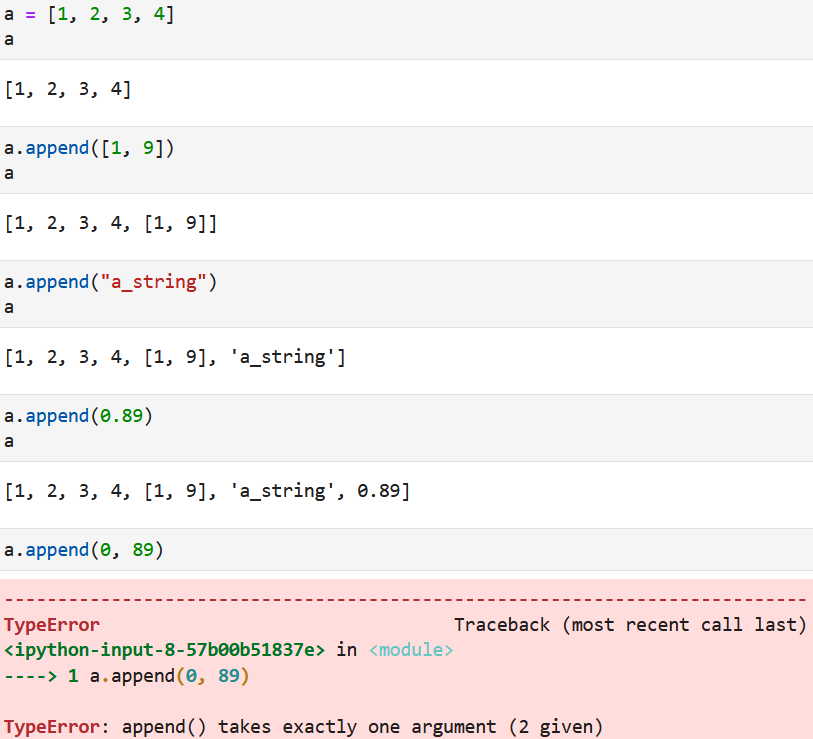 a = [1, 2, 3, 4]
a
[1, 2, 3, 4]
a.append([1, 9])
a
[1, 2, 3, 4, [1, 9]]
a.append("a_string")
a
[1, 2, 3, 4, [1, 9], 'a_string']
a.append(0.89)
a
[1, 2, 3, 4, [1, 9], 'a_string', 0.89]
a.append(0, 89)
---------------------------------------------------------------------------
TypeError                                 Traceback (most recent call last)
<ipython-input-8-57b00b51837e> in <module>
----> 1 a.append(0, 89)
TypeError: append() takes exactly one argument (2 given)